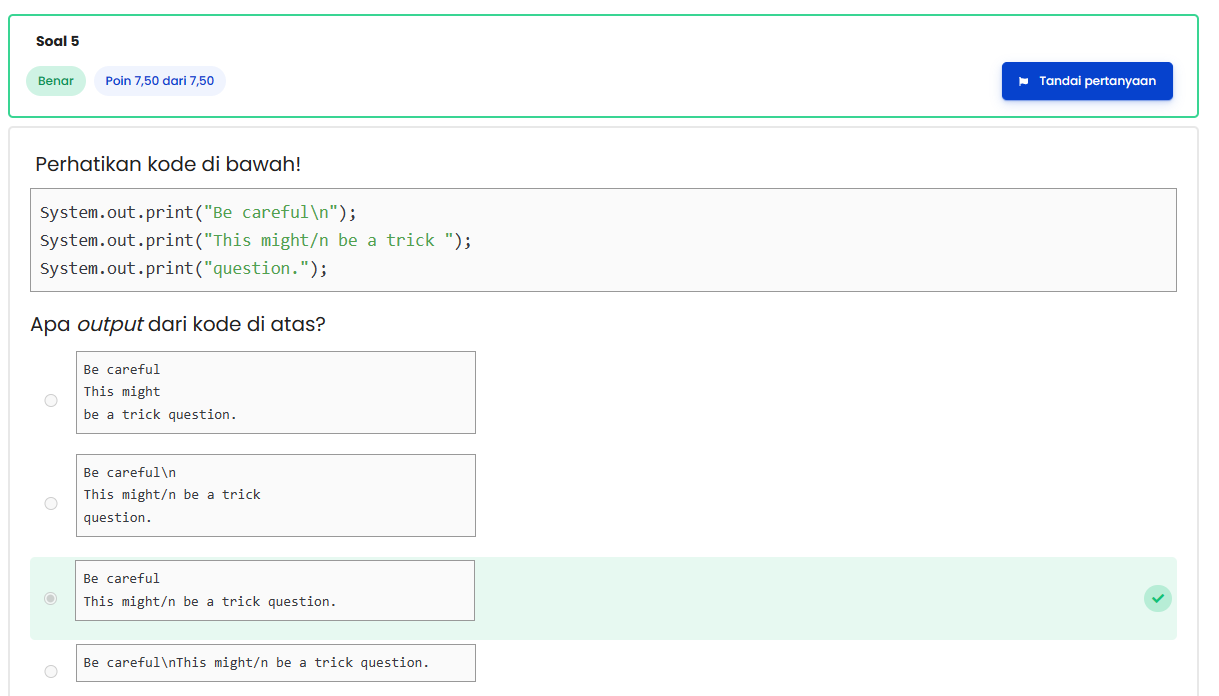 Soal 5
Benar
Poin 7,50 dari 7,50
Tandai pertanyaan
Perhatikan kode di bawah!
System.out.print("Be careful\n");
System.out.print("This might/n be a trick ");
System.out.print("question.");
Apa output dari kode di atas?
Be careful
This might
be a trick question.
Be careful\n
This might/n be a trick
question.
Be careful
This might/n be a trick question.
Be careful\nThis might/n be a trick question.